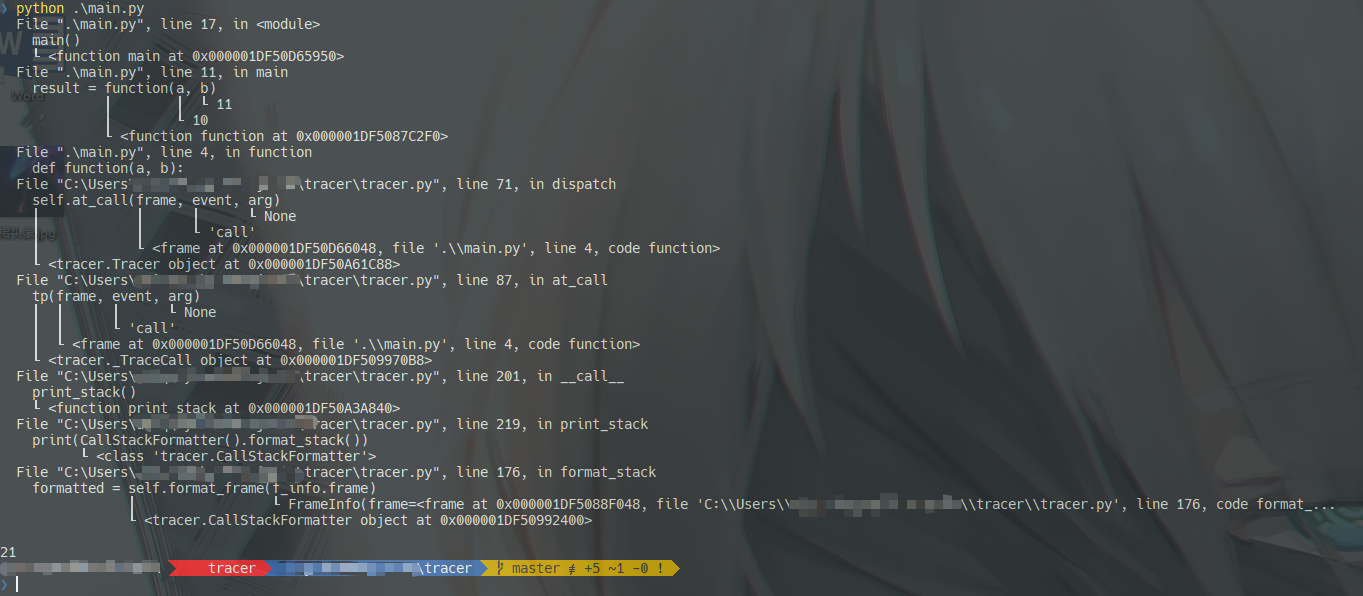 ❯ python .\main.py
File ".\main.py", line 17, in <module>
main()
└ <function main at 0x000001DF50D65950>
File ".\main.py", line 11, in main
result = function(a, b)
│ │ └ 11
│ └ 10
└ <function function at 0x000001DF5087C2F0>
File ".\main.py", line 4, in function
def function(a, b):
File "C:\Users\ \tracer\tracer.py", line 71, in dispatch
self.at_call(frame, event, arg)
│ │ │ └ None
│ │ └ 'call'
│ └ <frame at 0x000001DF50D66048, file '.\\main.py', line 4, code function>
└ <tracer.Tracer object at 0x000001DF50A61C88>
File "C:\Users\ \tracer\tracer.py", line 87, in at_call
tp(frame, event, arg)
│ │ │ └ None
│ │ └ 'call'
│ └ <frame at 0x000001DF50D66048, file '.\\main.py', line 4, code function>
└ <tracer._TraceCall object at 0x000001DF509970B8>
File "C:\Users\ \tracer\tracer.py", line 201, in __call__
print_stack()
└ <function print_stack at 0x000001DF50A3A840>
File "C:\Users\ tracer\tracer.py", line 219, in print_stack
print(CallStackFormatter().format_stack())
└ <class 'tracer.CallStackFormatter'>
File "C:\Users\ \tracer\tracer.py", line 176, in format_stack
formatted = self.format_frame(f_info.frame)
│ └ FrameInfo(frame=<frame at 0x000001DF5088F048, file 'C:\\Users\\ \\tracer\\tracer.py', line 176, code format_...
└ <tracer.CallStackFormatter object at 0x000001DF50992400>
21
tracer \tracer master ≢ +5 ~1 -0 !
❯
Word